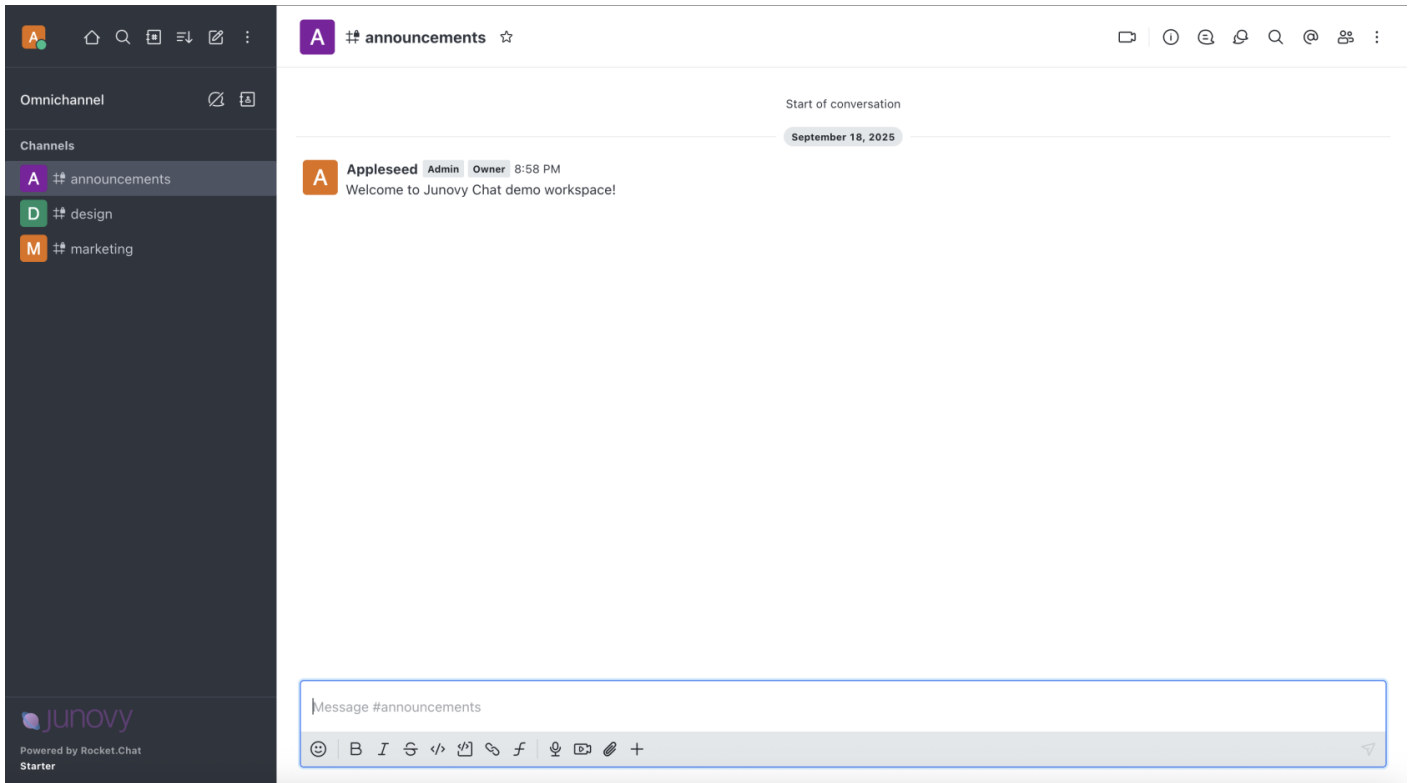 A
Omnichannel
Channels
A announcements
D design
M marketing
junovy
Powered by Rocket.Chat
Starter
A announcements
Start of conversation
September 18, 2025
A
Appleseed Admin Owner 8:58 PM
Welcome to Junovy Chat demo workspace!
Message #announcements